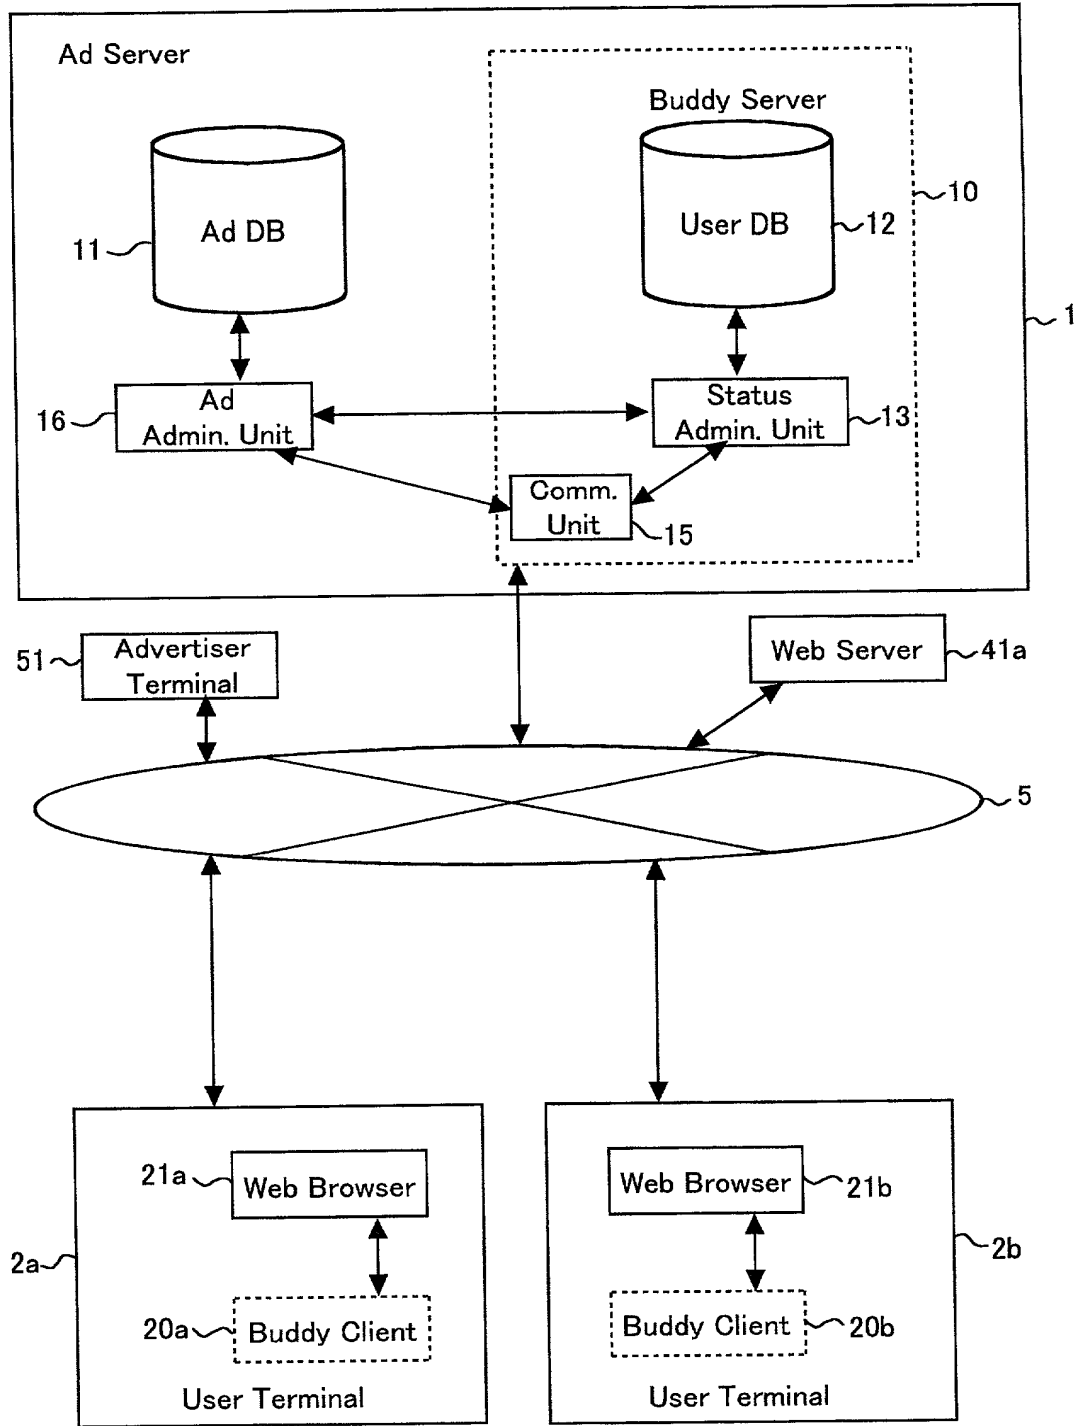 Ad Server
Buddy Server
10
Ad DB
11
User DB
12
1
Ad
Admin. Unit
16
Status
Admin. Unit
13
Comm.
Unit
15
51
Advertiser
Terminal
Web Server
41a
5
21a
Web Browser
Web Browser
21b
2a
2b
20a
Buddy Client
Buddy Client
20b
User Terminal
User Terminal